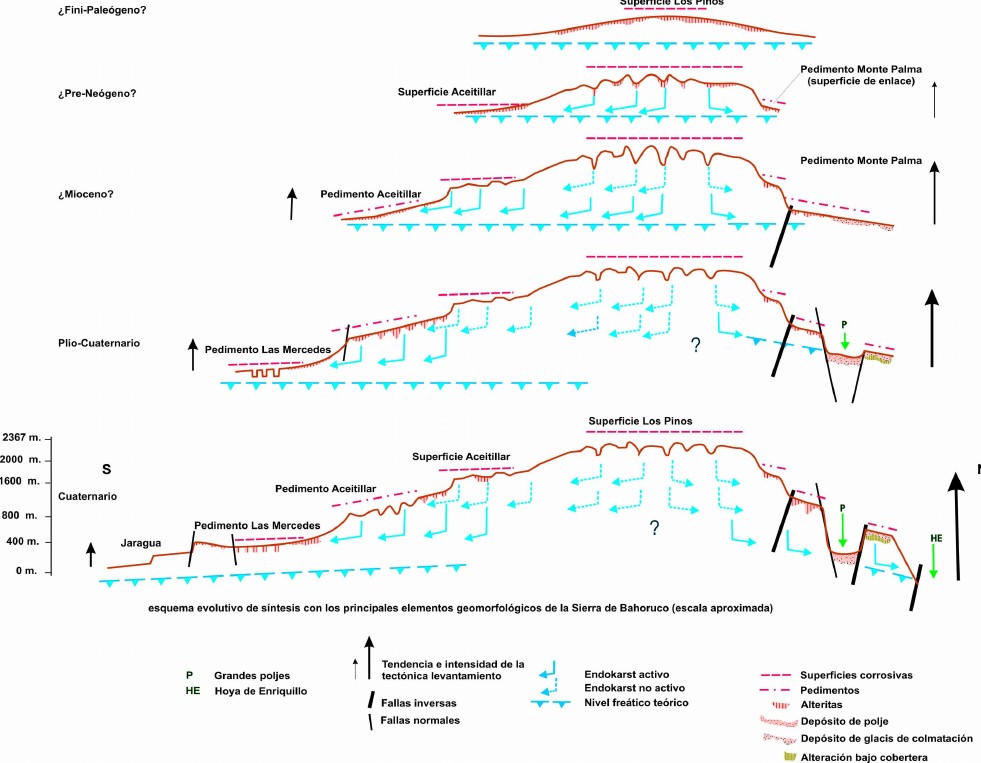 Superficie Los Pinos
¿Fini-Paleógeno?
¿Pre-Neógeno?
Superficie Aceitillar
Pedimento Monte Palma
(superficie de enlace)
¿Mioceno?
Pedimento Aceitillar
Pedimento Monte Palma
Plio-Cuaternario
Pedimento Las Mercedes
?
P
Superficie Los Pinos
2367 m.
2000 m.
1600 m.
800 m.
400 m.
0 m.
S
N
Cuaternario
Superficie Aceitillar
Pedimento Aceitillar
Pedimento Las Mercedes
Jaragua
?
P
HE
esquema evolutivo de síntesis con los principales elementos geomorfológicos de la Sierra de Bahoruco (escala aproximada)
P Grandes poljes
HE Hoya de Enriquillo
Tendencia e intensidad de la
tectónica levantamiento
Fallas inversas
Fallas normales
Endokarst activo
Endokarst no activo
Nivel freático teórico
Superficies corrosivas
Pedimentos
Alteritas
Depósito de polje
Depósito de glacis de colmatación
Alteración bajo cobertera